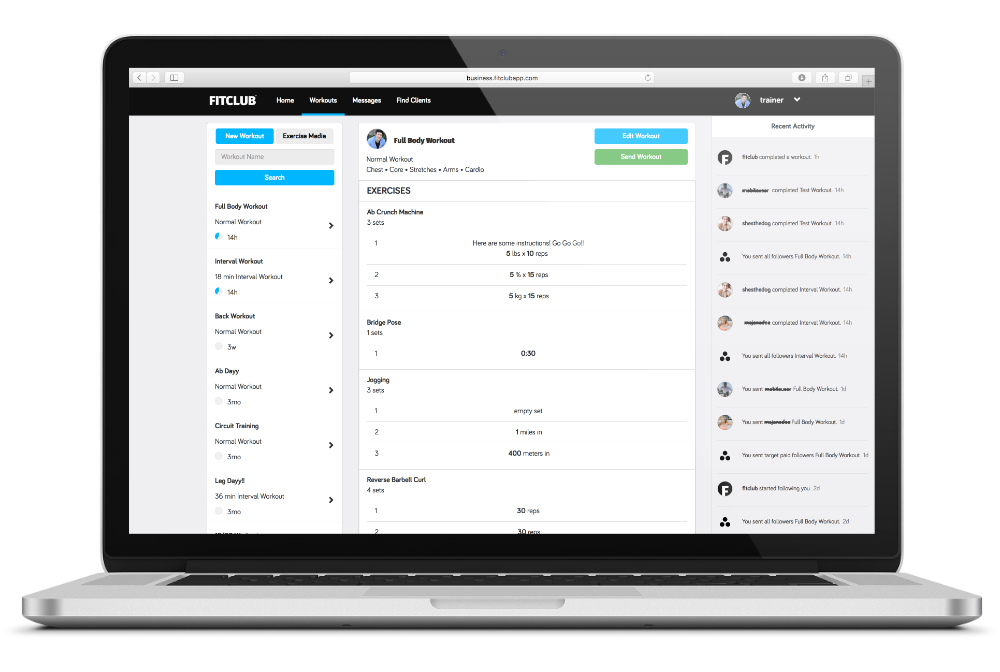 business.fitclubapp.com
FITCLUB
Home
Workouts
Messages
Find Clients
trainer
New Workout
Exercise Media
Workout Name
Search
Full Body Workout
Normal Workout
14h
Interval Workout
18 min Interval Workout
14h
Back Workout
Normal Workout
3w
Ab Dayy
Normal Workout
3mo
Circuit Training
Normal Workout
3mo
Leg Dayy!!
36 min Interval Workout
3mo
Full Body Workout
Edit Workout
Send Workout
Normal Workout
Chest • Core • Stretches • Arms • Cardio
EXERCISES
Ab Crunch Machine
3 sets
1 Here are some instructions! Go Go Go!!
5 lbs x 10 reps
2 5 % x 15 reps
3 5 kg x 15 reps
Bridge Pose
1 sets
1 0:30
Jogging
3 sets
1 empty set
2 1 miles in
3 400 meters in
Reverse Barbell Curl
4 sets
1 30 reps
2 30 reps
Recent Activity
fitclub completed a workout. 1h
mobileuser completed Test Workout. 14h
shesthedog completed Test Workout. 14h
You sent all followers Full Body Workout. 14h
shesthedog completed Interval Workout. 14h
completed Interval Workout. 14h
You sent all followers Interval Workout. 14h
You sent mobileuser Full Body Workout. 1d
You sent Full Body Workout. 1d
You sent target paid followers Full Body Workout. 1d
fitclub started following you. 2d
You sent all followers Full Body Workout. 2d